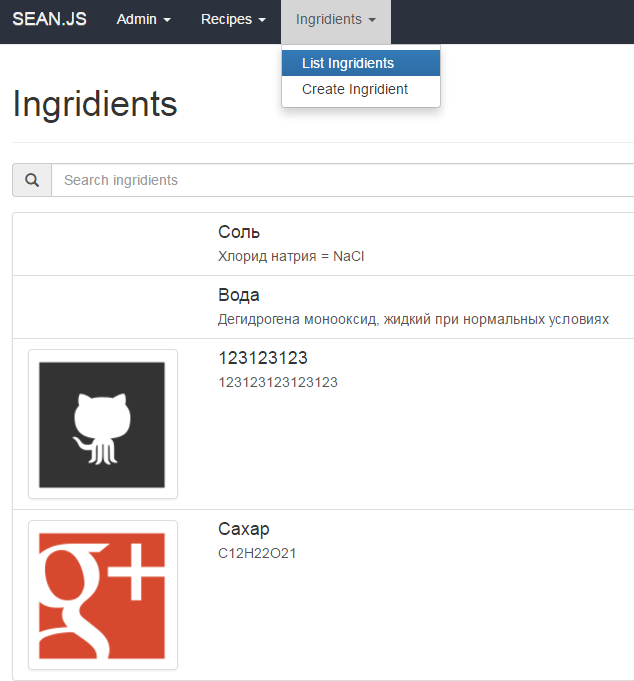 SEAN.JS Admin Recipes Ingridients
List Ingridients
Create Ingridient
Ingridients
Search ingridients
Соль
Хлорид натрия = NaCl
Вода
Дегидрогена монооксид, жидкий при нормальных условиях
123123123
123123123123123
g+
Сахар
C12H22O21